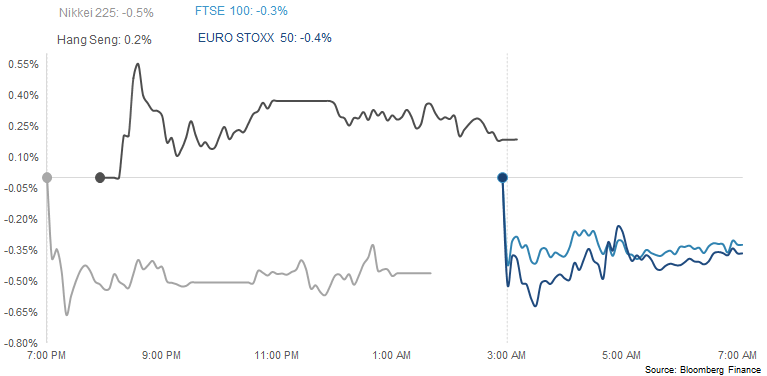 Nikkei 225: -0.5%
FTSE 100: -0.3%
Hang Seng: 0.2%
EURO STOXX 50: -0.4%
0.55%
0.40%
0.25%
0.10%
-0.05%
-0.20%
-0.35%
-0.50%
-0.65%
-0.80%
7:00 PM
9:00 PM
11:00 PM
1:00 AM
3:00 AM
5:00 AM
7:00 AM
Source: Bloomberg Finance